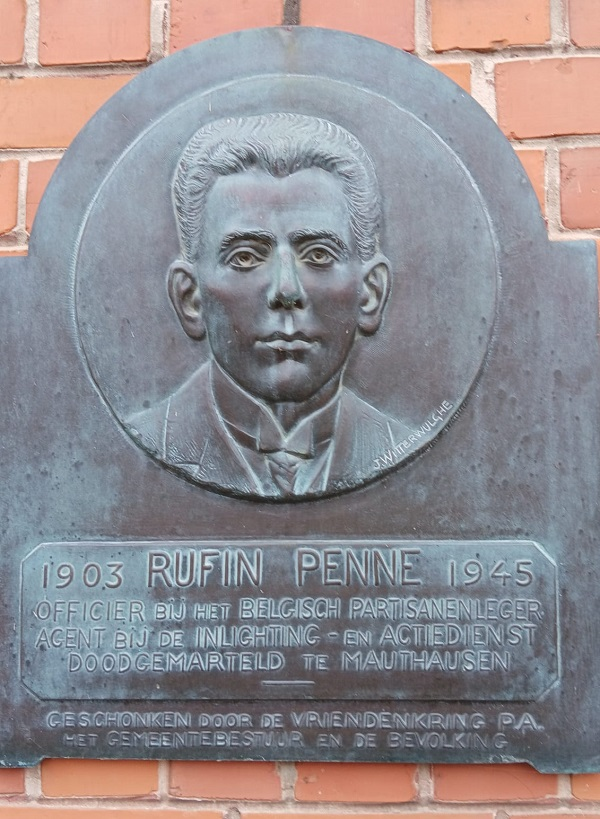 J. WITTERWULGHE
1903 RUFIN PENNE 1945
OFFICIER BIJ HET BELGISCH PARTISANENLEGER
AGENT BIJ DE INLIGHTING - EN ACTIEDIENST
DOODGEMARTELD TE MAUTHAUSEN
GESCHONKEN DOOR DE VRIENDENKRING P.A.
HET GEMEENTEBESTUUR EN DE BEVOLKING